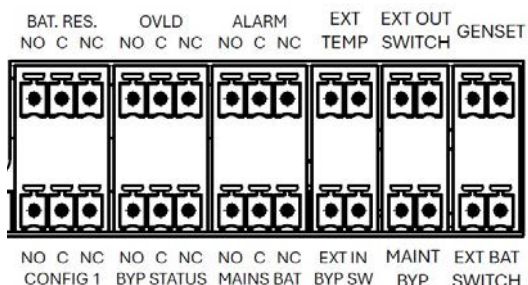 BAT. RES. OVLD ALARM EXT TEMP EXT OUT SWITCH GENSET
NO C NC NO C NC NO C NC
NO C NC NO C NC NO C NC EXT IN BYP SW MAINT BYP EXT BAT SWITCH
CONFIG 1 BYP STATUS MAINS BAT